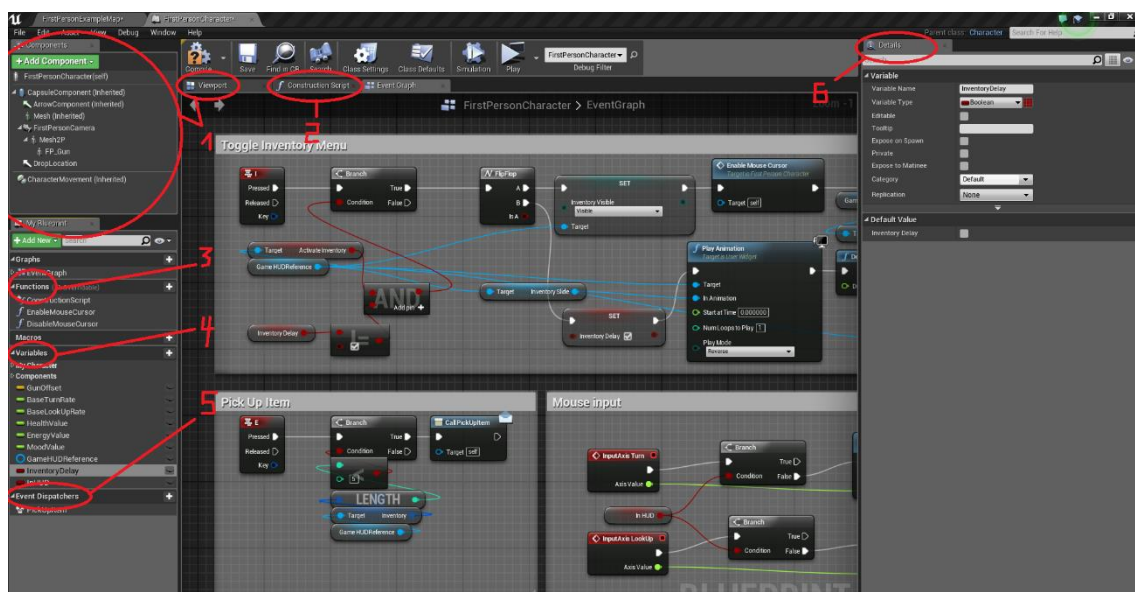 FirstPersonExampleMap*
FirstPersonCharacter*
File Edit Asset View Debug Window Help
Parent class: Character
Search For Help
Components
+ Add Component
FirstPersonCharacter(self)
CapsuleComponent (Inherited)
ArrowComponent (Inherited)
Mesh (Inherited)
FirstPersonCamera
Mesh2P
FP_Gun
DropLocation
CharacterMovement (Inherited)
My Blueprint
+ Add New
Search
Graphs
EventGraph
Functions
ConstructionScript
EnableMouseCursor
DisableMouseCursor
Macros
Variables
Components
GunOffset
BaseTurnRate
BaseLookUpRate
HealthValue
EnergyValue
MoodValue
GameHUDReference
InventoryDelay
InHUD
Event Dispatchers
PickUpItem
Compile
Save
Find in CB
Search
Class Settings
Class Defaults
Simulation
Play
FirstPersonCharacter
Debug Filter
Viewport
Construction Script
Event Graph
FirstPersonCharacter > EventGraph
Zoom -1
1
2
3
4
5
6
Toggle Inventory Menu
I
Pressed
Released
Key
Branch
True
Condition
False
FlipFlop
A
B
Is A
SET
Inventory Visible
Visible
Target
Enable Mouse Cursor
Target is First Person Character
Target self
Target Activate Inventory
Game HUDReference
AND
Add pin +
Inventory Delay
!=
Target Inventory Slide
SET
Inventory Delay
Play Animation
Target is User Widget
Target
In Animation
Start at Time 0.000000
Num Loops to Play 1
Play Mode
Reverse
Pick Up Item
E
Pressed
Released
Key
Branch
True
Condition
False
Call PickUpItem
Target self
5
<
LENGTH
Target Inventory
Game HUDReference
Mouse input
InputAxis Turn
Axis Value
In HUD
InputAxis LookUp
Axis Value
Branch
True
Condition
False
Branch
True
Condition
False
BLUEPRINT
Details
Variable
Variable Name InventoryDelay
Variable Type Boolean
Editable
Tooltip
Expose on Spawn
Private
Expose to Matinee
Category Default
Replication None
Default Value
Inventory Delay